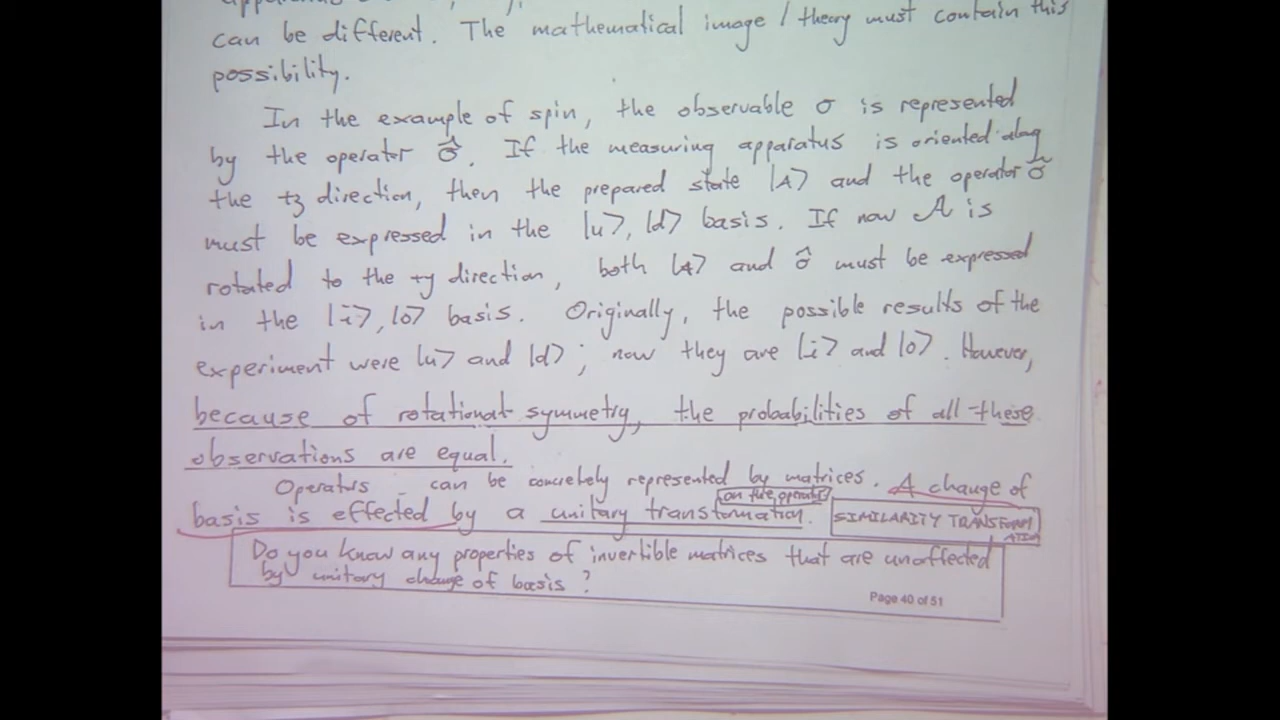 can be different. The mathematical image / theory must contain this
possibility.
In the example of spin, the observable σ is represented
by the operator σ̂. If the measuring apparatus is oriented along
the +z direction, then the prepared state |A⟩ and the operator σ̂
must be expressed in the |u⟩, |d⟩ basis. If now 𝒜 is
rotated to the +y direction, both |A⟩ and σ̂ must be expressed
in the |i⟩, |o⟩ basis. Originally, the possible results of the
experiment were |u⟩ and |d⟩; now they are |i⟩ and |o⟩. However,
because of rotational symmetry, the probabilities of all these
observations are equal.
Operators can be concretely represented by matrices. A change of
on the operator
basis is effected by a unitary transformation. SIMILARITY TRANSFORM
ATION
Do you know any properties of invertible matrices that are unaffected
by unitary change of basis?
Page 40 of 51